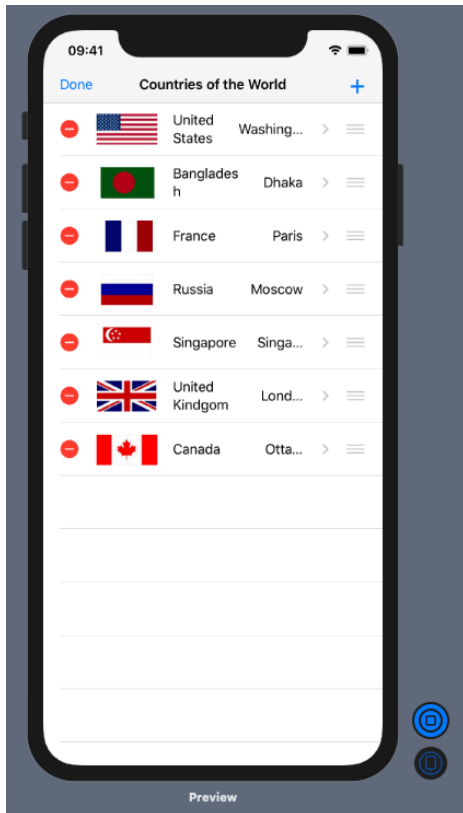 09:41
Done Countries of the World +
United
States Washing...
Banglades
h Dhaka
France Paris
Russia Moscow
Singapore Singa...
United
Kindgom Lond...
Canada Otta...
Preview